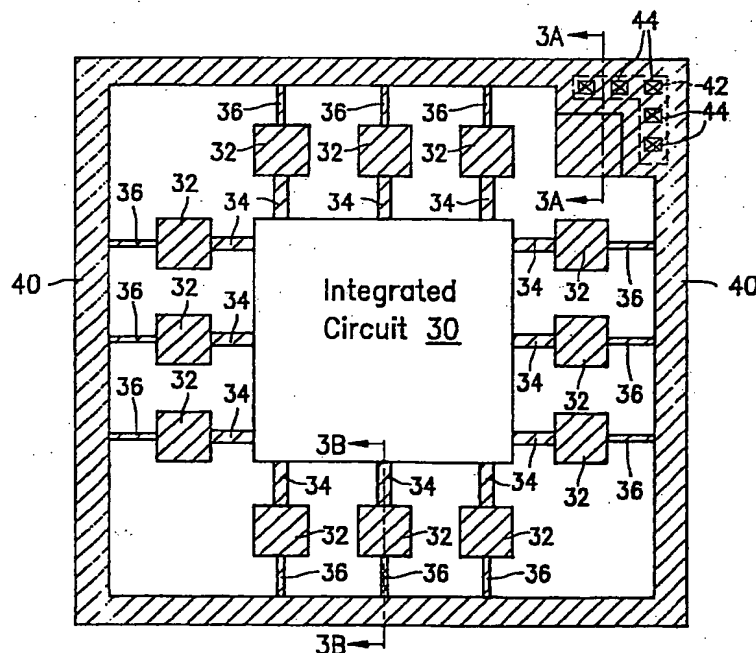 3A 44
36 36 36 42
32 32 32 44
3A
34 34 34
36 32 32 36
40 34 Integrated 34 32 40
36 32 Circuit 30 36
34 34 32
36 32 36
34 3B 34 32
34 34 34
32 32 32
36 36 36
3B